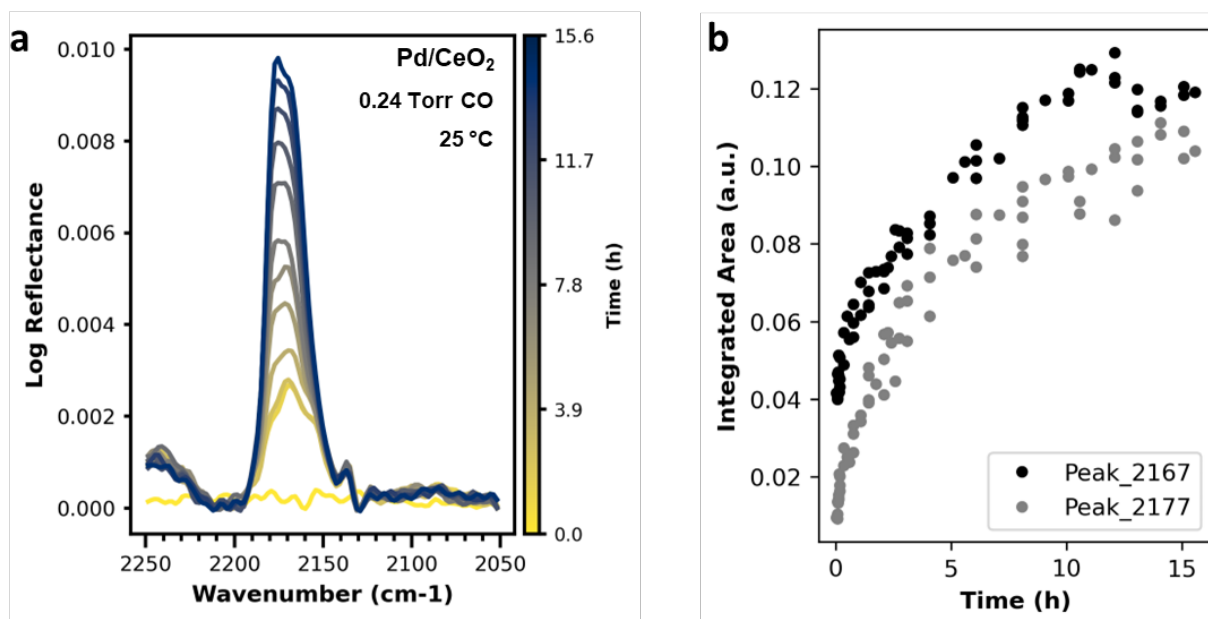 a
Pd/CeO₂
0.24 Torr CO
25 °C
Log Reflectance
0.010
0.008
0.006
0.004
0.002
0.000
2250
2200
2150
2100
2050
Wavenumber (cm-1)
15.6
11.7
7.8
3.9
0.0
Time (h)
b
Integrated Area (a.u.)
0.12
0.10
0.08
0.06
0.04
0.02
Peak_2167
Peak_2177
0
5
10
15
Time (h)